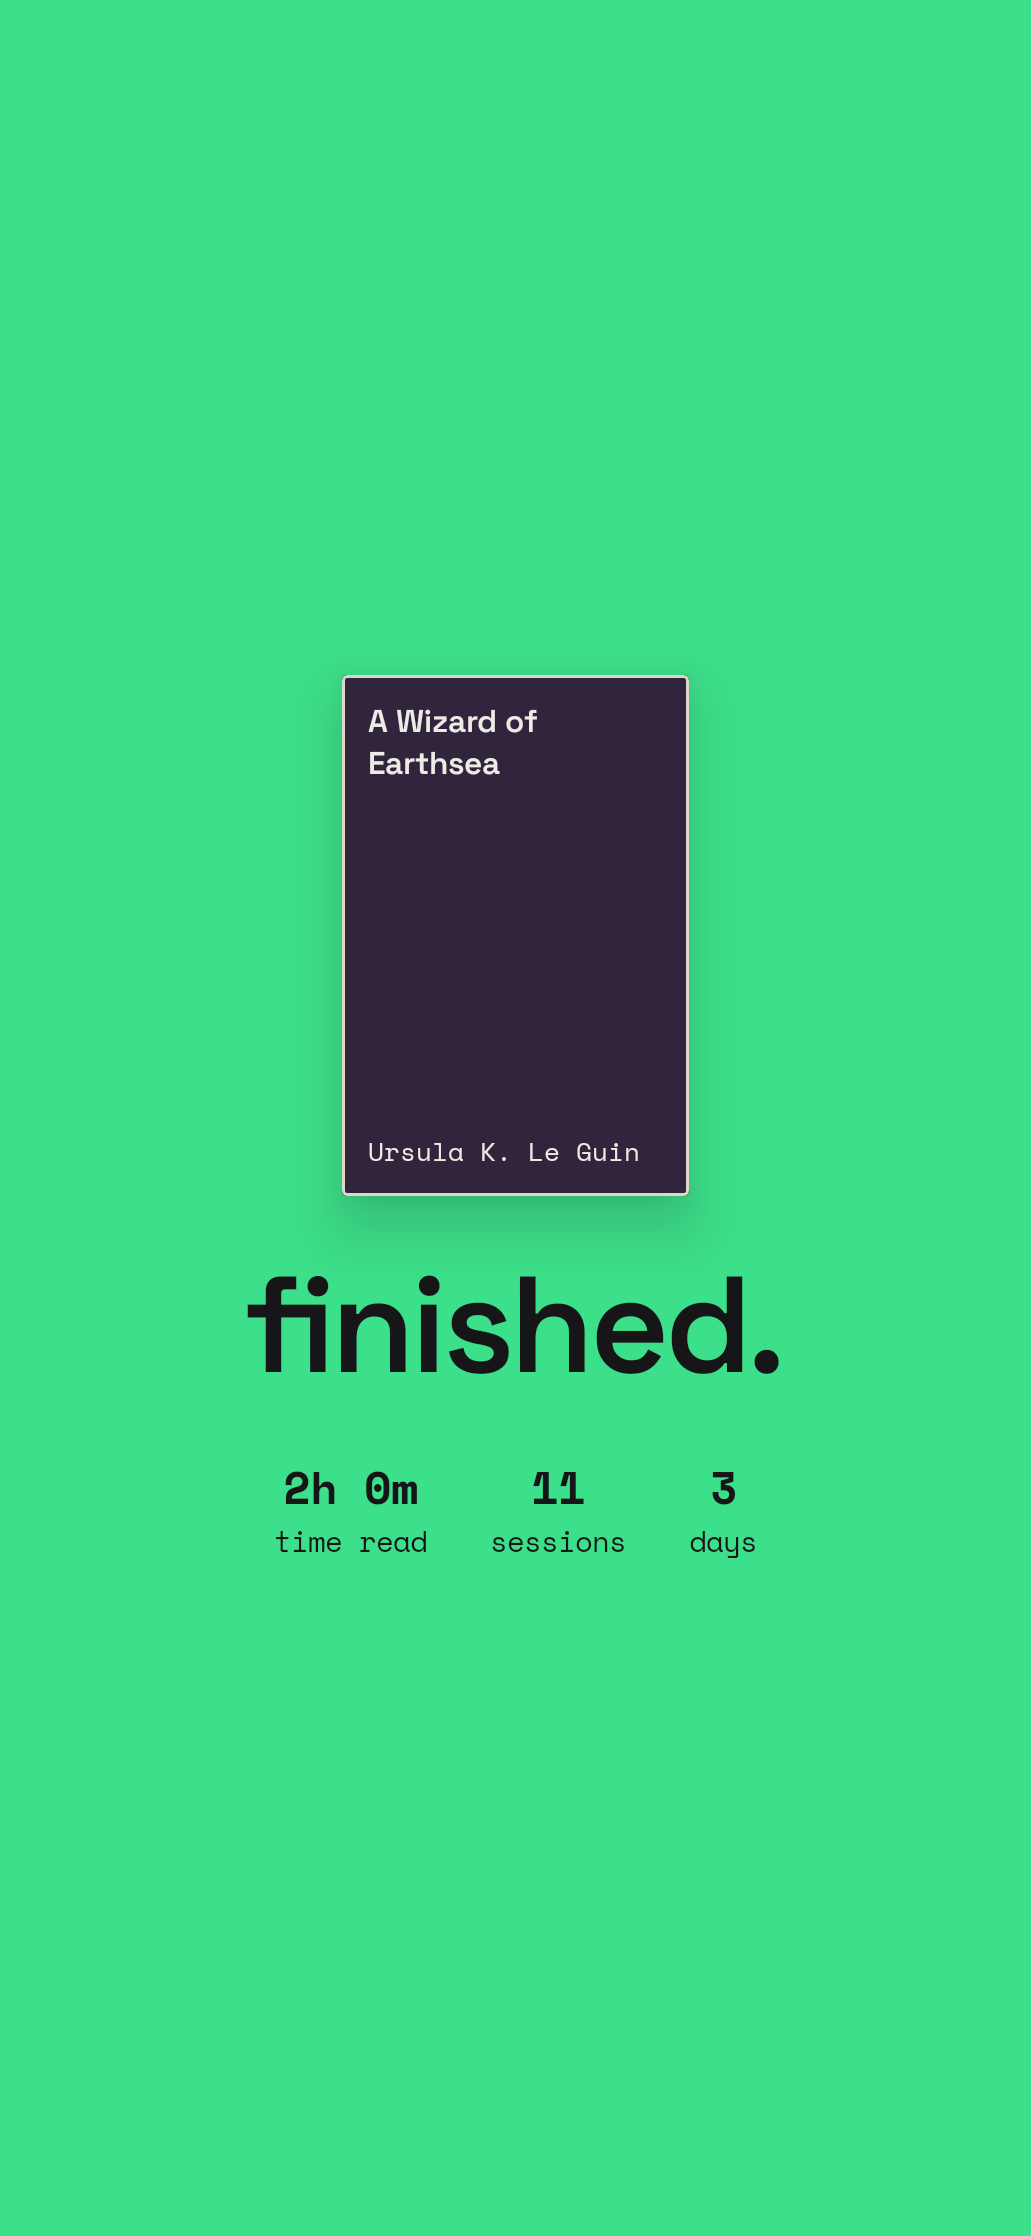 A Wizard of
Earthsea
Ursula K. Le Guin
finished.
2h 0m 11 3
time read sessions days